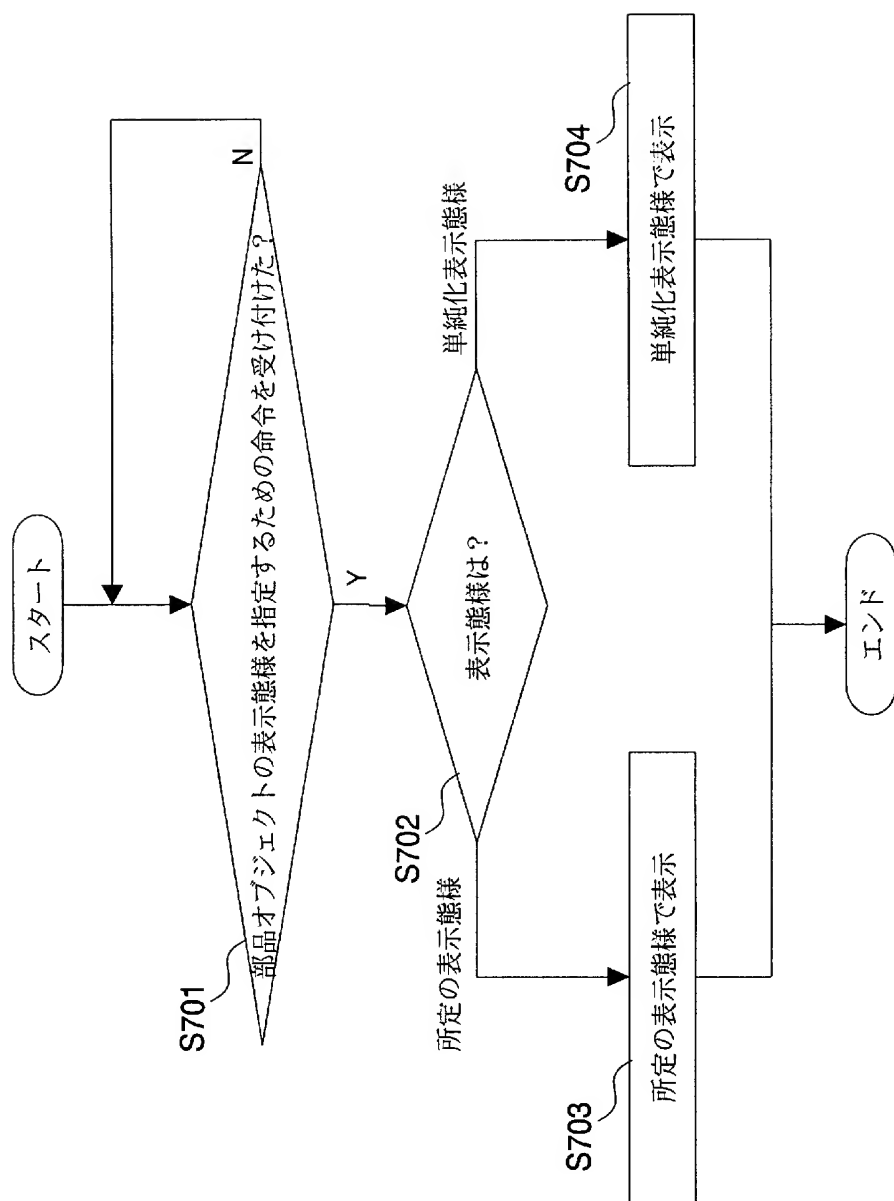 スタート
S701
部品オブジェクトの表示態様を指定するための命令を受け付けた？
N
Y
S702
表示態様は？
所定の表示態様
単純化表示態様
S703
所定の表示態様で表示
S704
単純化表示態様で表示
エンド